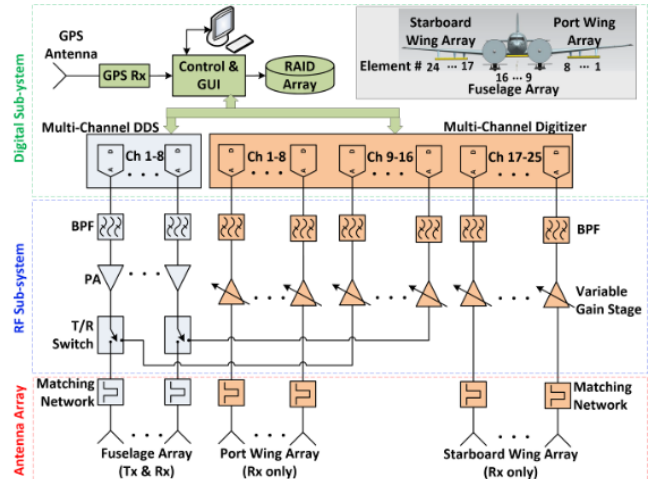 GPS
Antenna
GPS Rx
Control &
GUI
RAID
Array
Starboard
Wing Array
Port Wing
Array
Element # 24 ... 17
16 ... 9
8 ... 1
Fuselage Array
Digital Sub-ystem
Multi-Channel DDS
Multi-Channel Digitizer
D
A
Ch 1-8
D
A
D
A
Ch 1-8
D
A
D
A
Ch 9-16
D
A
D
A
Ch 17-25
D
A
RF Sub-system
BPF
BPF
PA
Variable
Gain Stage
T/R
Switch
Antenna Array
Matching
Network
Matching
Network
Fuselage Array
(Tx & Rx)
Port Wing Array
(Rx only)
Starboard Wing Array
(Rx only)